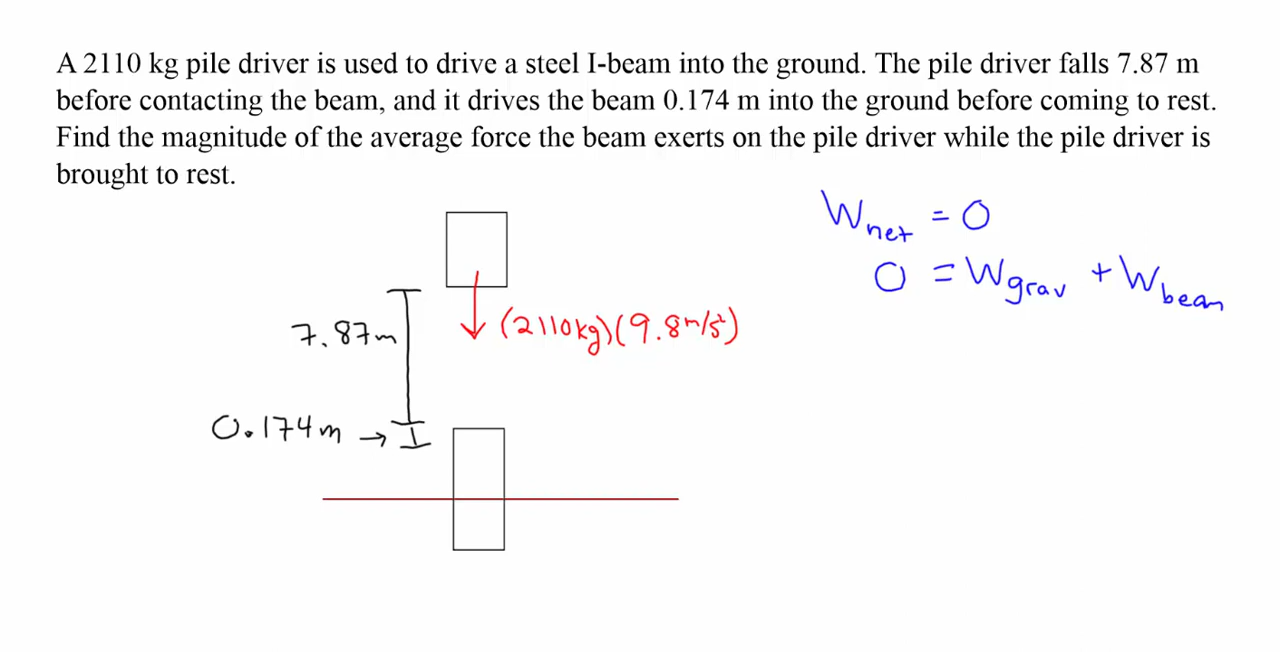 A 2110 kg pile driver is used to drive a steel I-beam into the ground. The pile driver falls 7.87 m
before contacting the beam, and it drives the beam 0.174 m into the ground before coming to rest.
Find the magnitude of the average force the beam exerts on the pile driver while the pile driver is
brought to rest.
Wnet = 0
0 = Wgrav + Wbeam
(2110kg)(9.8m/s²)
7.87m
0.174m →